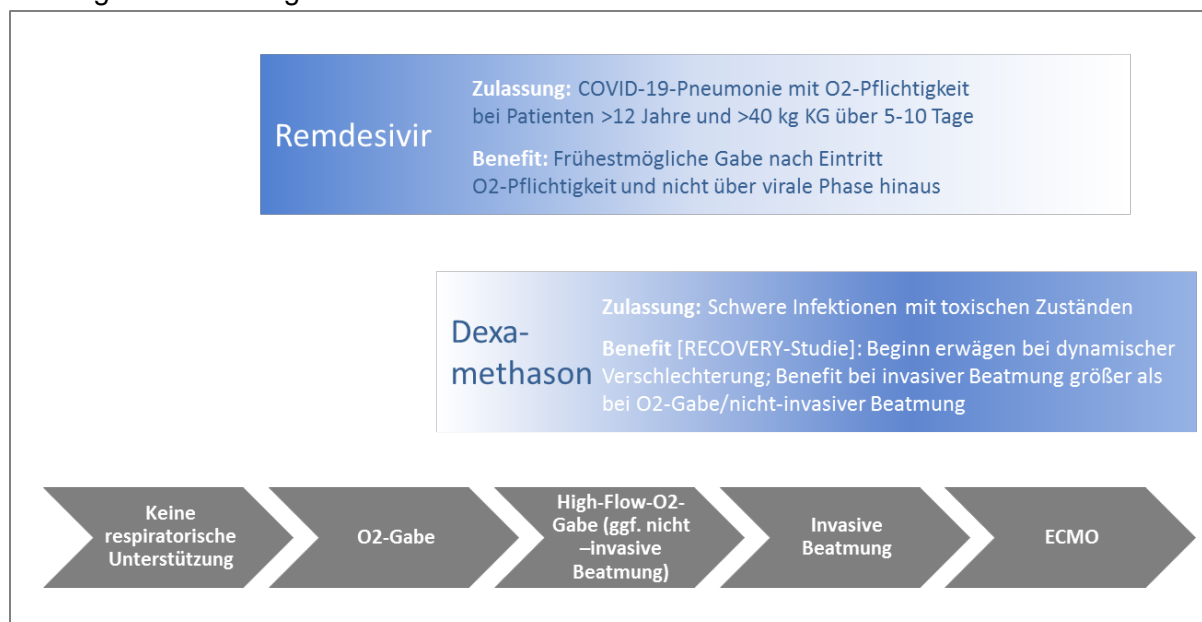 Remdesivir
Zulassung: COVID-19-Pneumonie mit O2-Pflichtigkeit
bei Patienten >12 Jahre und >40 kg KG über 5-10 Tage
Benefit: Frühestmögliche Gabe nach Eintritt
O2-Pflichtigkeit und nicht über virale Phase hinaus
Dexa-
methason
Zulassung: Schwere Infektionen mit toxischen Zuständen
Benefit [RECOVERY-Studie]: Beginn erwägen bei dynamischer
Verschlechterung; Benefit bei invasiver Beatmung größer als
bei O2-Gabe/nicht-invasiver Beatmung
Keine
respiratorische
Unterstützung
O2-Gabe
High-Flow-O2-
Gabe (ggf. nicht
–invasive
Beatmung)
Invasive
Beatmung
ECMO